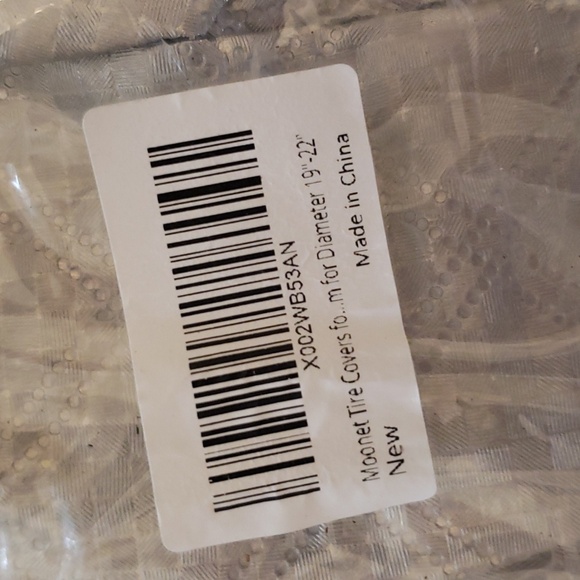 X002WB53AN
Moonet Tire Covers fo...m for Diameter 19"-22"
New
Made in China